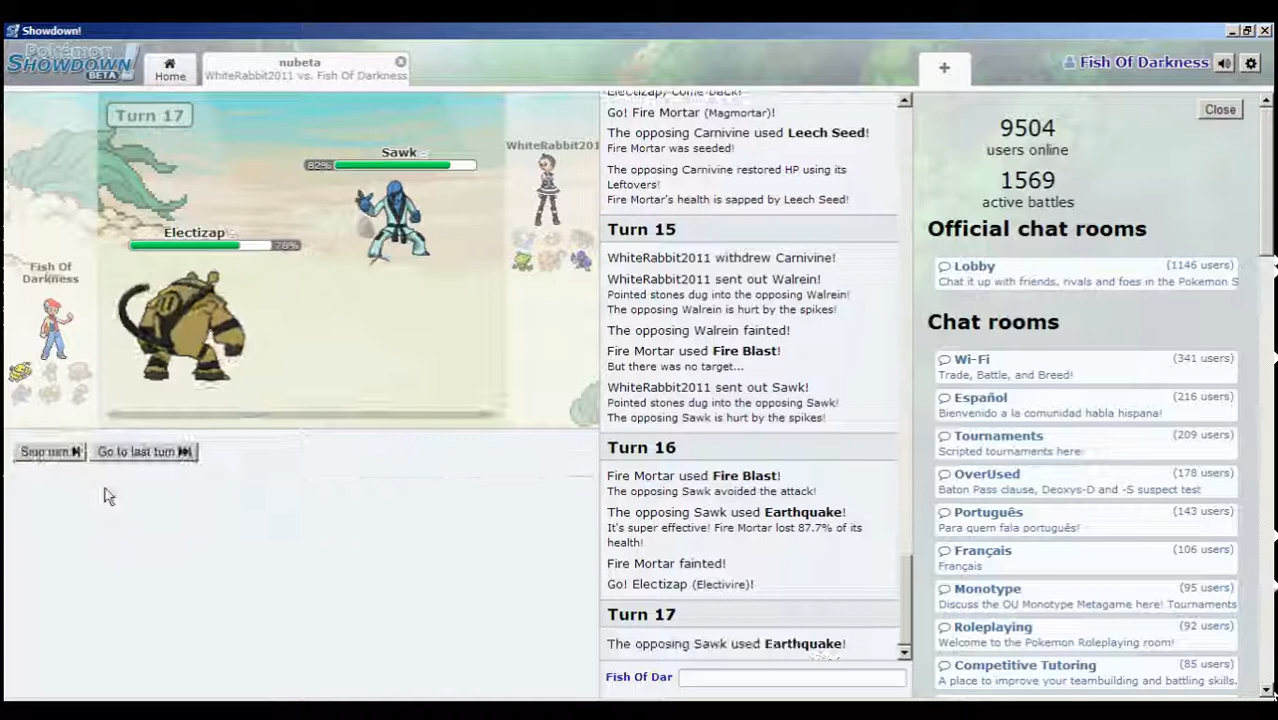 Showdown!
Pokémon
SHOWDOWN
BETA
Home
nubeta
WhiteRabbit2011 vs. Fish Of Darkness
+
Fish Of Darkness
Turn 17
Sawk
82%
Electizap
78%
WhiteRabbit201
Fish Of
Darkness
Skip turn
Go to last turn
Electizap, come back!
Go! Fire Mortar (Magmortar)!
The opposing Carnivine used Leech Seed!
Fire Mortar was seeded!
The opposing Carnivine restored HP using its
Leftovers!
Fire Mortar's health is sapped by Leech Seed!
Turn 15
WhiteRabbit2011 withdrew Carnivine!
WhiteRabbit2011 sent out Walrein!
Pointed stones dug into the opposing Walrein!
The opposing Walrein is hurt by the spikes!
The opposing Walrein fainted!
Fire Mortar used Fire Blast!
But there was no target...
WhiteRabbit2011 sent out Sawk!
Pointed stones dug into the opposing Sawk!
The opposing Sawk is hurt by the spikes!
Turn 16
Fire Mortar used Fire Blast!
The opposing Sawk avoided the attack!
The opposing Sawk used Earthquake!
It's super effective! Fire Mortar lost 87.7% of its
health!
Fire Mortar fainted!
Go! Electizap (Electivire)!
Turn 17
The opposing Sawk used Earthquake!
Fish Of Dar
Close
9504
users online
1569
active battles
Official chat rooms
Lobby (1146 users)
Chat it up with friends, rivals and foes in the Pokemon S
Chat rooms
Wi-Fi (341 users)
Trade, Battle, and Breed!
Español (216 users)
Bienvenido a la comunidad habla hispana!
Tournaments (209 users)
Scripted tournaments here
OverUsed (178 users)
Baton Pass clause, Deoxys-D and -S suspect test
Português (143 users)
Para quem fala português!
Français (106 users)
Français
Monotype (95 users)
Discuss the OU Monotype Metagame here! Tournaments
Roleplaying (92 users)
Welcome to the Pokemon Roleplaying room!
Competitive Tutoring (85 users)
A place to improve your teambuilding and battling skills.